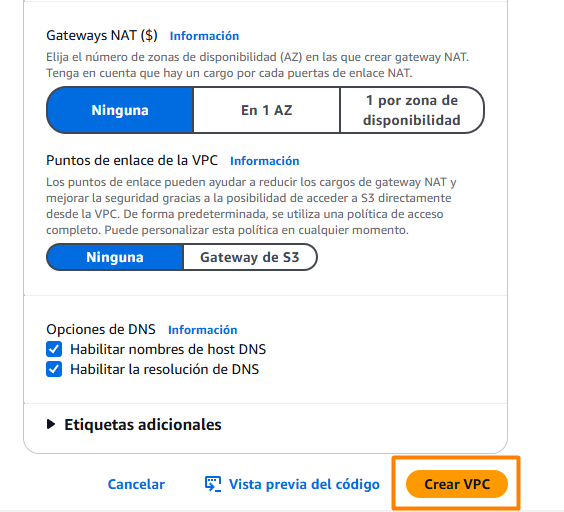 Gateways NAT ($) Información
Elija el número de zonas de disponibilidad (AZ) en las que crear gateway NAT.
Tenga en cuenta que hay un cargo por cada puertas de enlace NAT.
Ninguna
En 1 AZ
1 por zona de
disponibilidad
Puntos de enlace de la VPC Información
Los puntos de enlace pueden ayudar a reducir los cargos de gateway NAT y
mejorar la seguridad gracias a la posibilidad de acceder a S3 directamente
desde la VPC. De forma predeterminada, se utiliza una política de acceso
completo. Puede personalizar esta política en cualquier momento.
Ninguna
Gateway de S3
Opciones de DNS Información
Habilitar nombres de host DNS
Habilitar la resolución de DNS
Etiquetas adicionales
Cancelar
Vista previa del código
Crear VPC